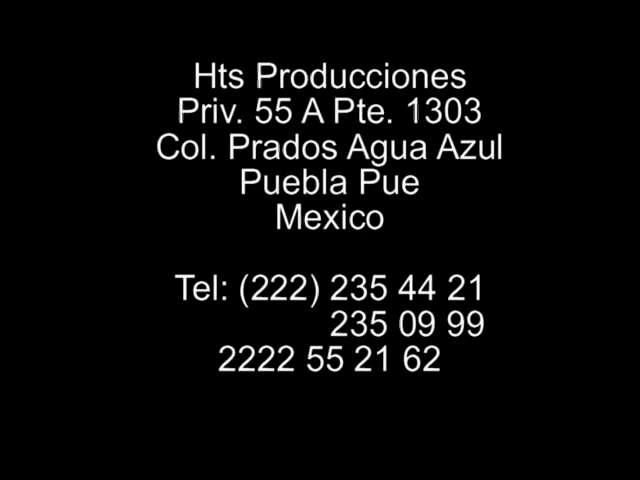 Hts Producciones
Priv. 55 A Pte. 1303
Col. Prados Agua Azul
Puebla Pue
Mexico
Tel: (222) 235 44 21
235 09 99
2222 55 21 62